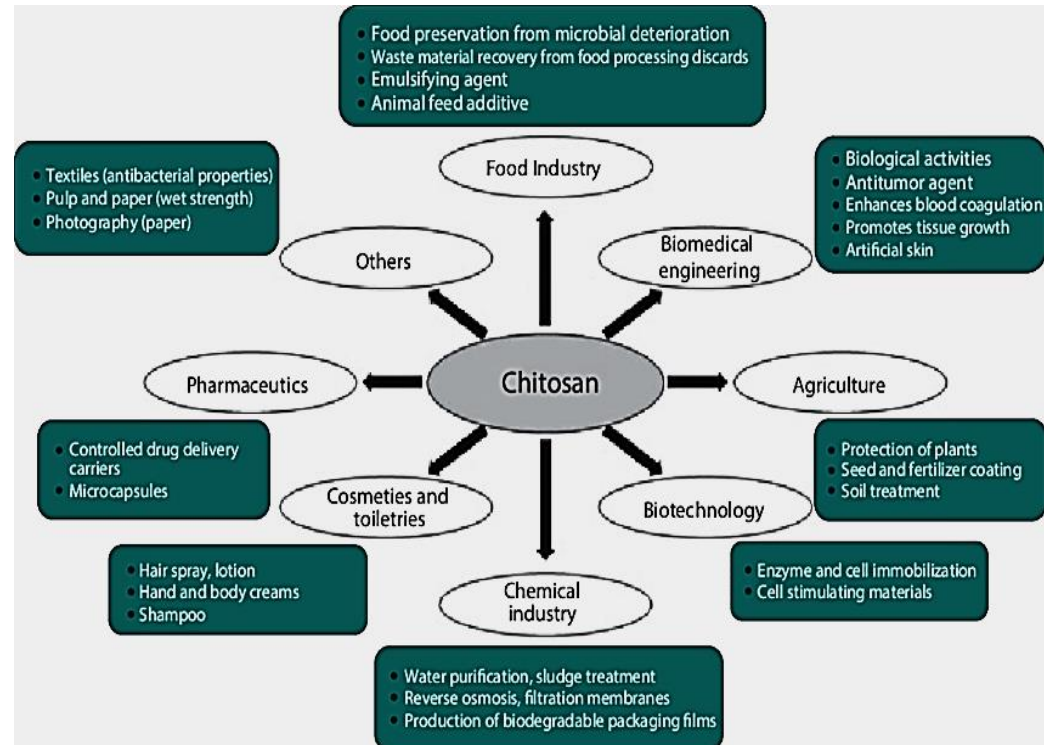 • Food preservation from microbial deterioration
• Waste material recovery from food processing discards
• Emulsifying agent
• Animal feed additive
Food Industry
• Textiles (antibacterial properties)
• Pulp and paper (wet strength)
• Photography (paper)
Others
• Biological activities
• Antitumor agent
• Enhances blood coagulation
• Promotes tissue growth
• Artificial skin
Biomedical
engineering
Chitosan
Pharmaceutics
• Controlled drug delivery
carriers
• Microcapsules
Agriculture
• Protection of plants
• Seed and fertilizer coating
• Soil treatment
Cosmeties and
toiletries
• Hair spray, lotion
• Hand and body creams
• Shampoo
Biotechnology
• Enzyme and cell immobilization
• Cell stimulating materials
Chemical
industry
• Water purification, sludge treatment
• Reverse osmosis, filtration membranes
• Production of biodegradable packaging films